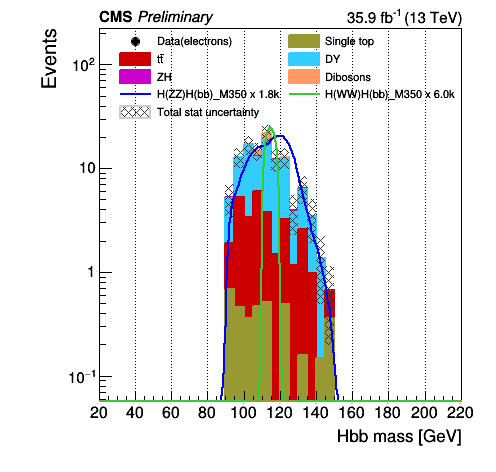 CMS Preliminary 35.9 fb⁻¹ (13 TeV)
Events
Data(electrons) Single top
tt̄ DY
ZH Dibosons
H(ZZ)H(bb)_M350 x 1.8k H(WW)H(bb)_M350 x 6.0k
Total stat uncertainty
10²
10
1
10⁻¹
20 40 60 80 100 120 140 160 180 200 220
Hbb mass [GeV]